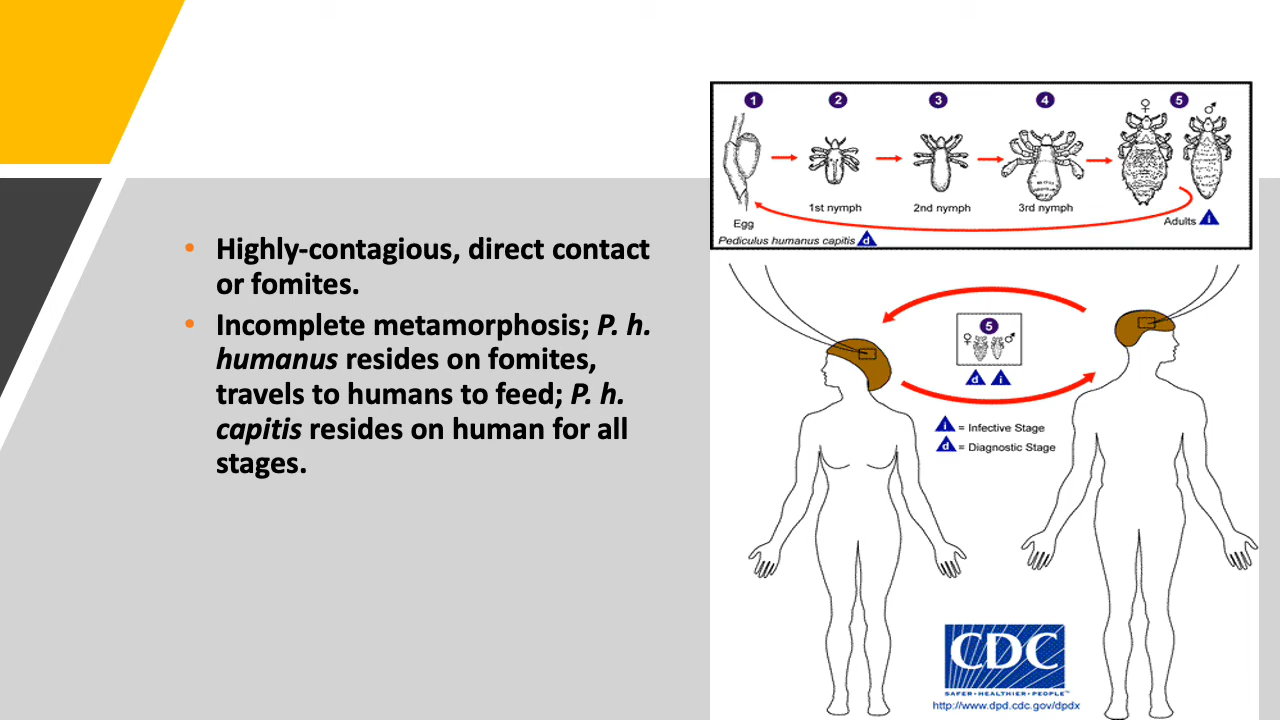 • Highly-contagious, direct contact
or fomites.
• Incomplete metamorphosis; P. h.
humanus resides on fomites,
travels to humans to feed; P. h.
capitis resides on human for all
stages.
1 2 3 4 ♀ 5 ♂
1st nymph 2nd nymph 3rd nymph
Egg Adults i
Pediculus humanus capitis d
5
♀ ♂
d i
i = Infective Stage
d = Diagnostic Stage
CDC
SAFER·HEALTHIER·PEOPLE™
http://www.dpd.cdc.gov/dpdx